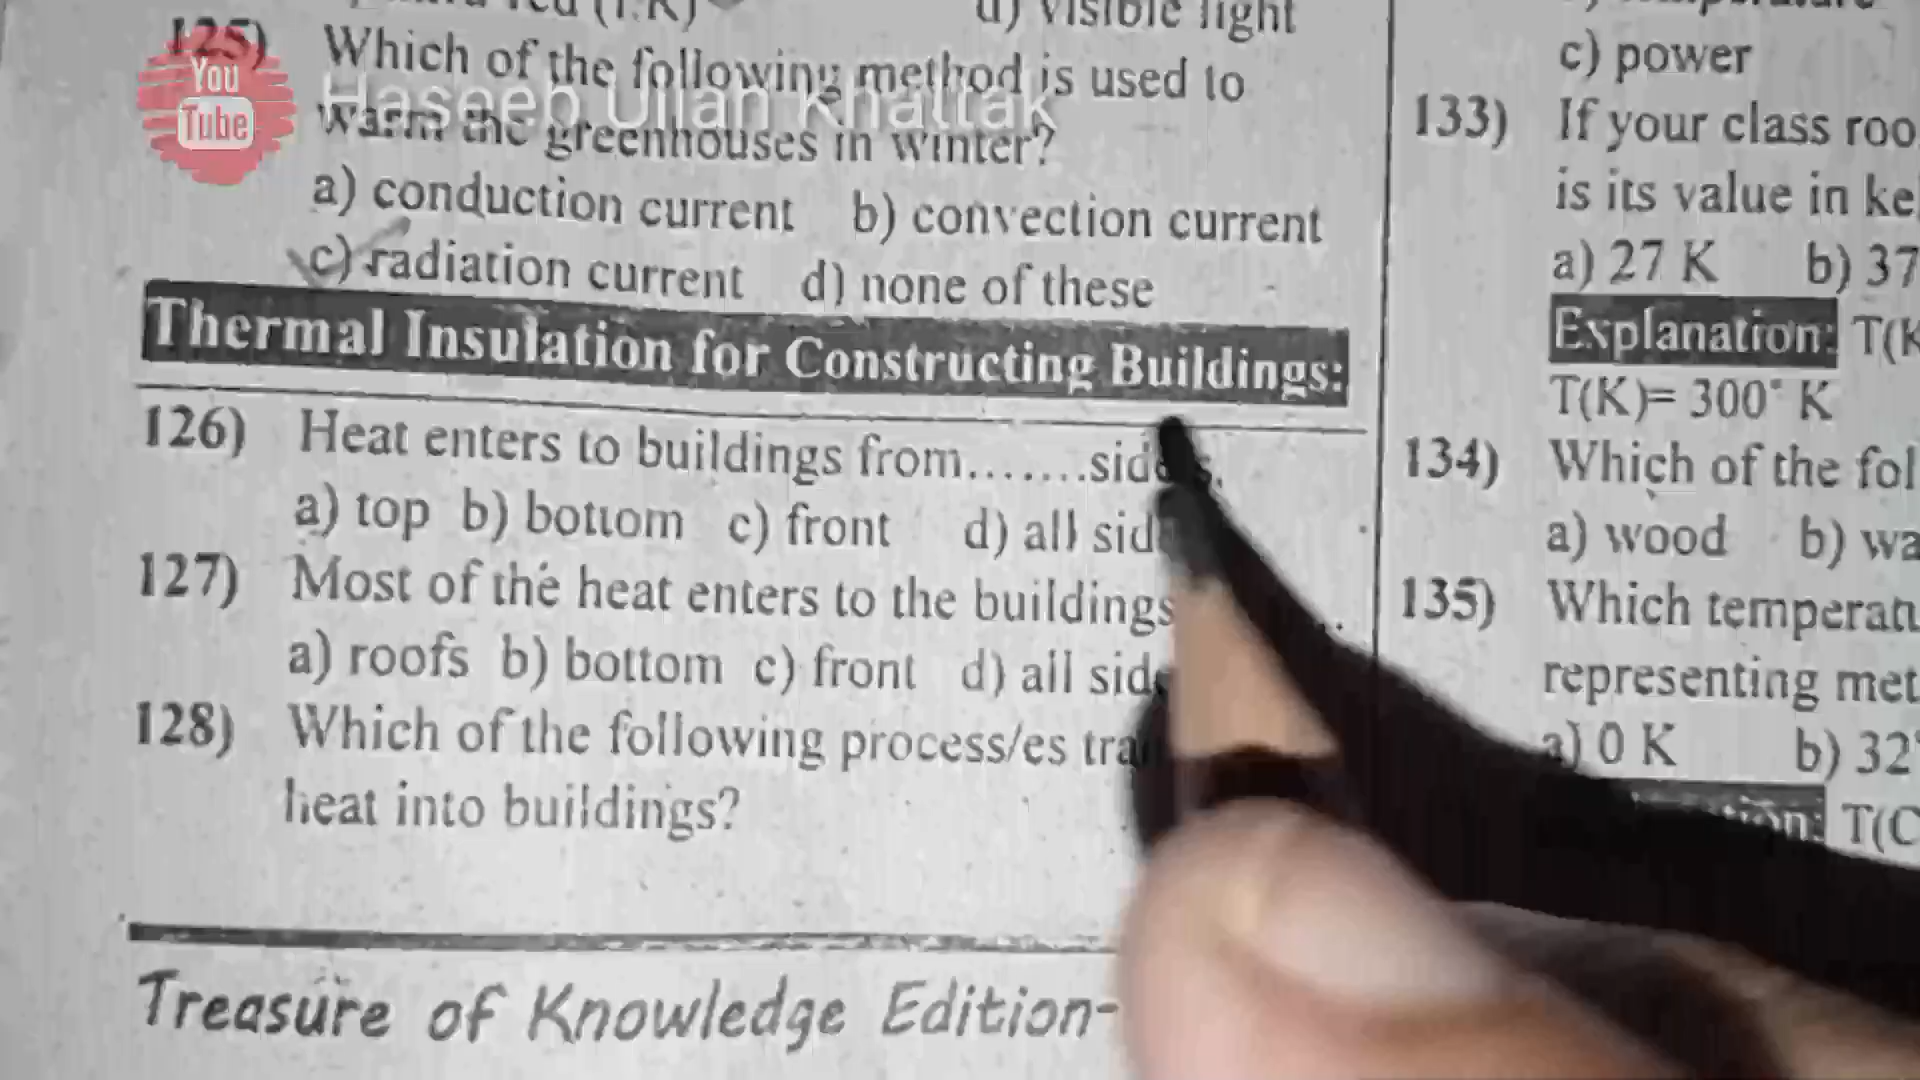 d) visible light
125) Which of the following method is used to
warm the greenhouses in winter?
a) conduction current b) convection current
c) radiation current d) none of these
Thermal Insulation for Constructing Buildings:
126) Heat enters to buildings from.......sides.
a) top b) bottom c) front d) all sid
127) Most of the heat enters to the buildings
a) roofs b) bottom c) front d) all sid
128) Which of the following process/es tra
heat into buildings?
Treasure of Knowledge Edition-
c) power
133) If your class roo
is its value in ke
a) 27 K b) 37
Explanation: T(K
T(K)= 300° K
134) Which of the fol
a) wood b) wa
135) Which temperatu
representing met
a) 0 K b) 32°
T(C
You
Tube
Haseeb Ullah Khattak